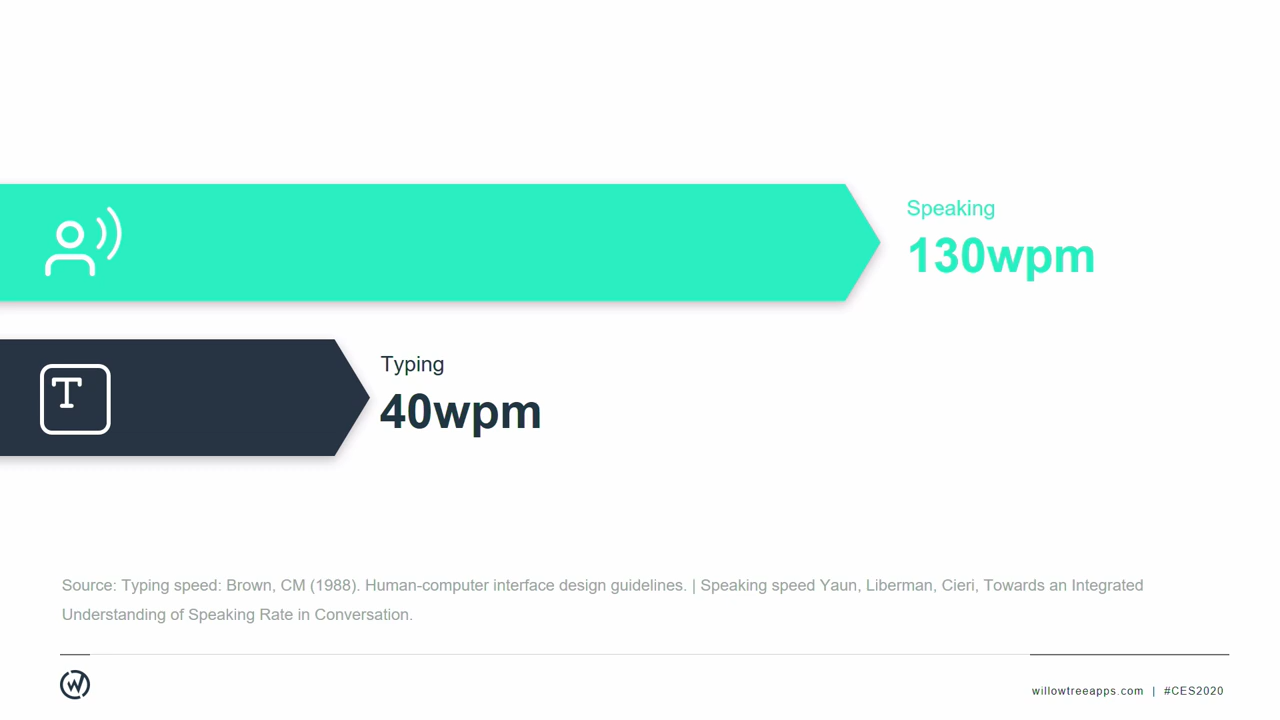 Speaking
130wpm
T
Typing
40wpm
Source: Typing speed: Brown, CM (1988). Human-computer interface design guidelines. | Speaking speed Yaun, Liberman, Cieri, Towards an Integrated
Understanding of Speaking Rate in Conversation.
W
willowtreeapps.com | #CES2020